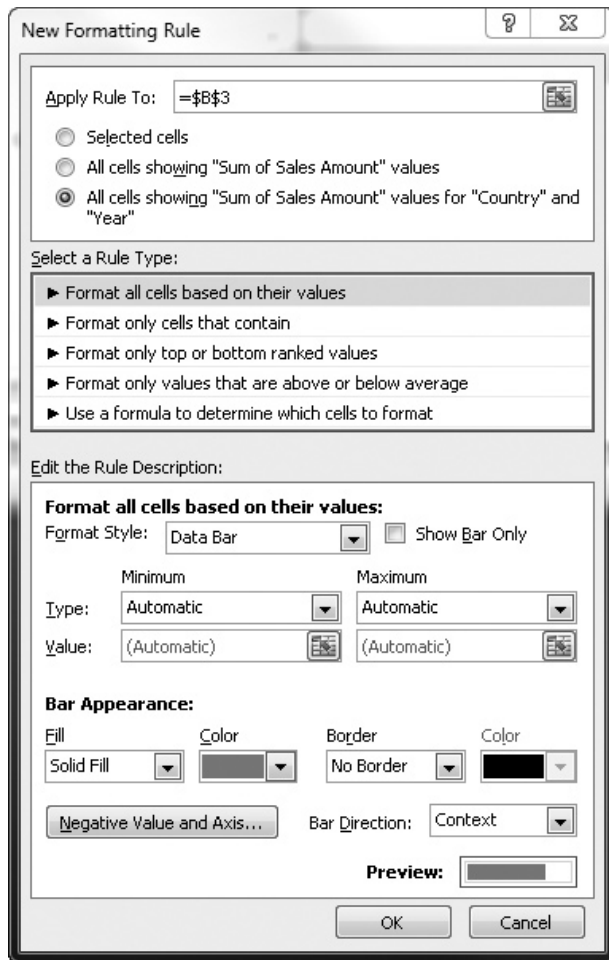 New Formatting Rule
Apply Rule To: =$B$3
Selected cells
All cells showing "Sum of Sales Amount" values
All cells showing "Sum of Sales Amount" values for "Country" and
"Year"
Select a Rule Type:
► Format all cells based on their values
► Format only cells that contain
► Format only top or bottom ranked values
► Format only values that are above or below average
► Use a formula to determine which cells to format
Edit the Rule Description:
Format all cells based on their values:
Format Style: Data Bar Show Bar Only
Minimum Maximum
Type: Automatic Automatic
Value: (Automatic) (Automatic)
Bar Appearance:
Fill Color Border Color
Solid Fill No Border
Negative Value and Axis... Bar Direction: Context
Preview:
OK Cancel